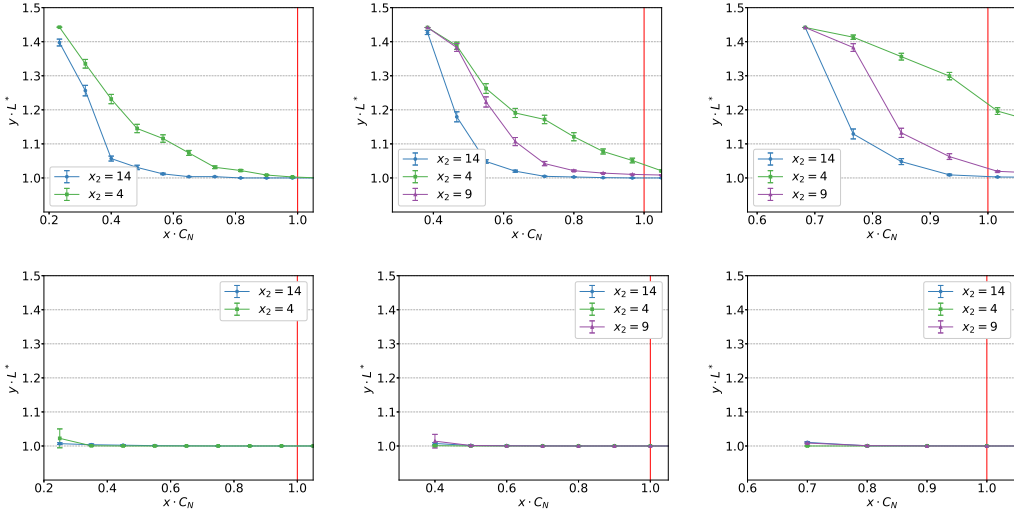 1.5
1.4
1.3
1.2
1.1
1.0
y · L*
0.2 0.4 0.6 0.8 1.0
x · C_N
x₂ = 14
x₂ = 4
1.5
1.4
1.3
1.2
1.1
1.0
y · L*
0.4 0.6 0.8 1.0
x · C_N
x₂ = 14
x₂ = 4
x₂ = 9
1.5
1.4
1.3
1.2
1.1
1.0
y · L*
0.6 0.7 0.8 0.9 1.0
x · C_N
x₂ = 14
x₂ = 4
x₂ = 9
1.5
1.4
1.3
1.2
1.1
1.0
y · L*
0.2 0.4 0.6 0.8 1.0
x · C_N
x₂ = 14
x₂ = 4
1.5
1.4
1.3
1.2
1.1
1.0
y · L*
0.4 0.6 0.8 1.0
x · C_N
x₂ = 14
x₂ = 4
x₂ = 9
1.5
1.4
1.3
1.2
1.1
1.0
y · L*
0.6 0.7 0.8 0.9 1.0
x · C_N
x₂ = 14
x₂ = 4
x₂ = 9